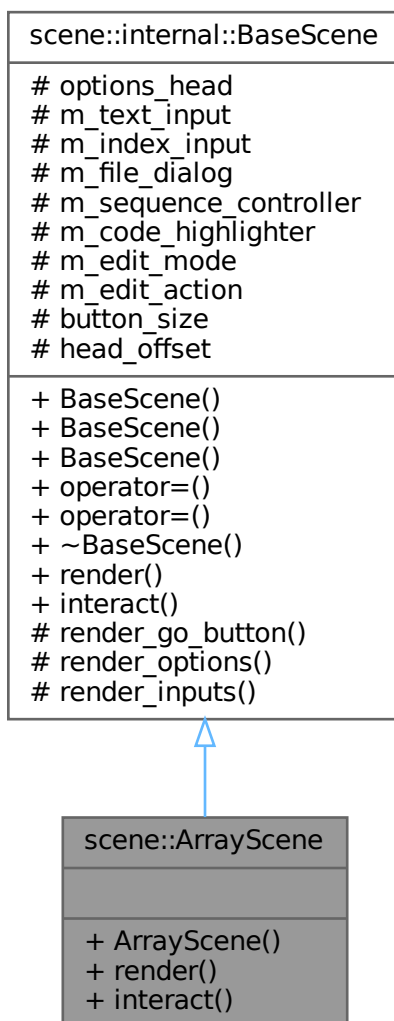 scene::internal::BaseScene
# options_head
# m_text_input
# m_index_input
# m_file_dialog
# m_sequence_controller
# m_code_highlighter
# m_edit_mode
# m_edit_action
# button_size
# head_offset
+ BaseScene()
+ BaseScene()
+ BaseScene()
+ operator=()
+ operator=()
+ ~BaseScene()
+ render()
+ interact()
# render_go_button()
# render_options()
# render_inputs()
scene::ArrayScene
+ ArrayScene()
+ render()
+ interact()